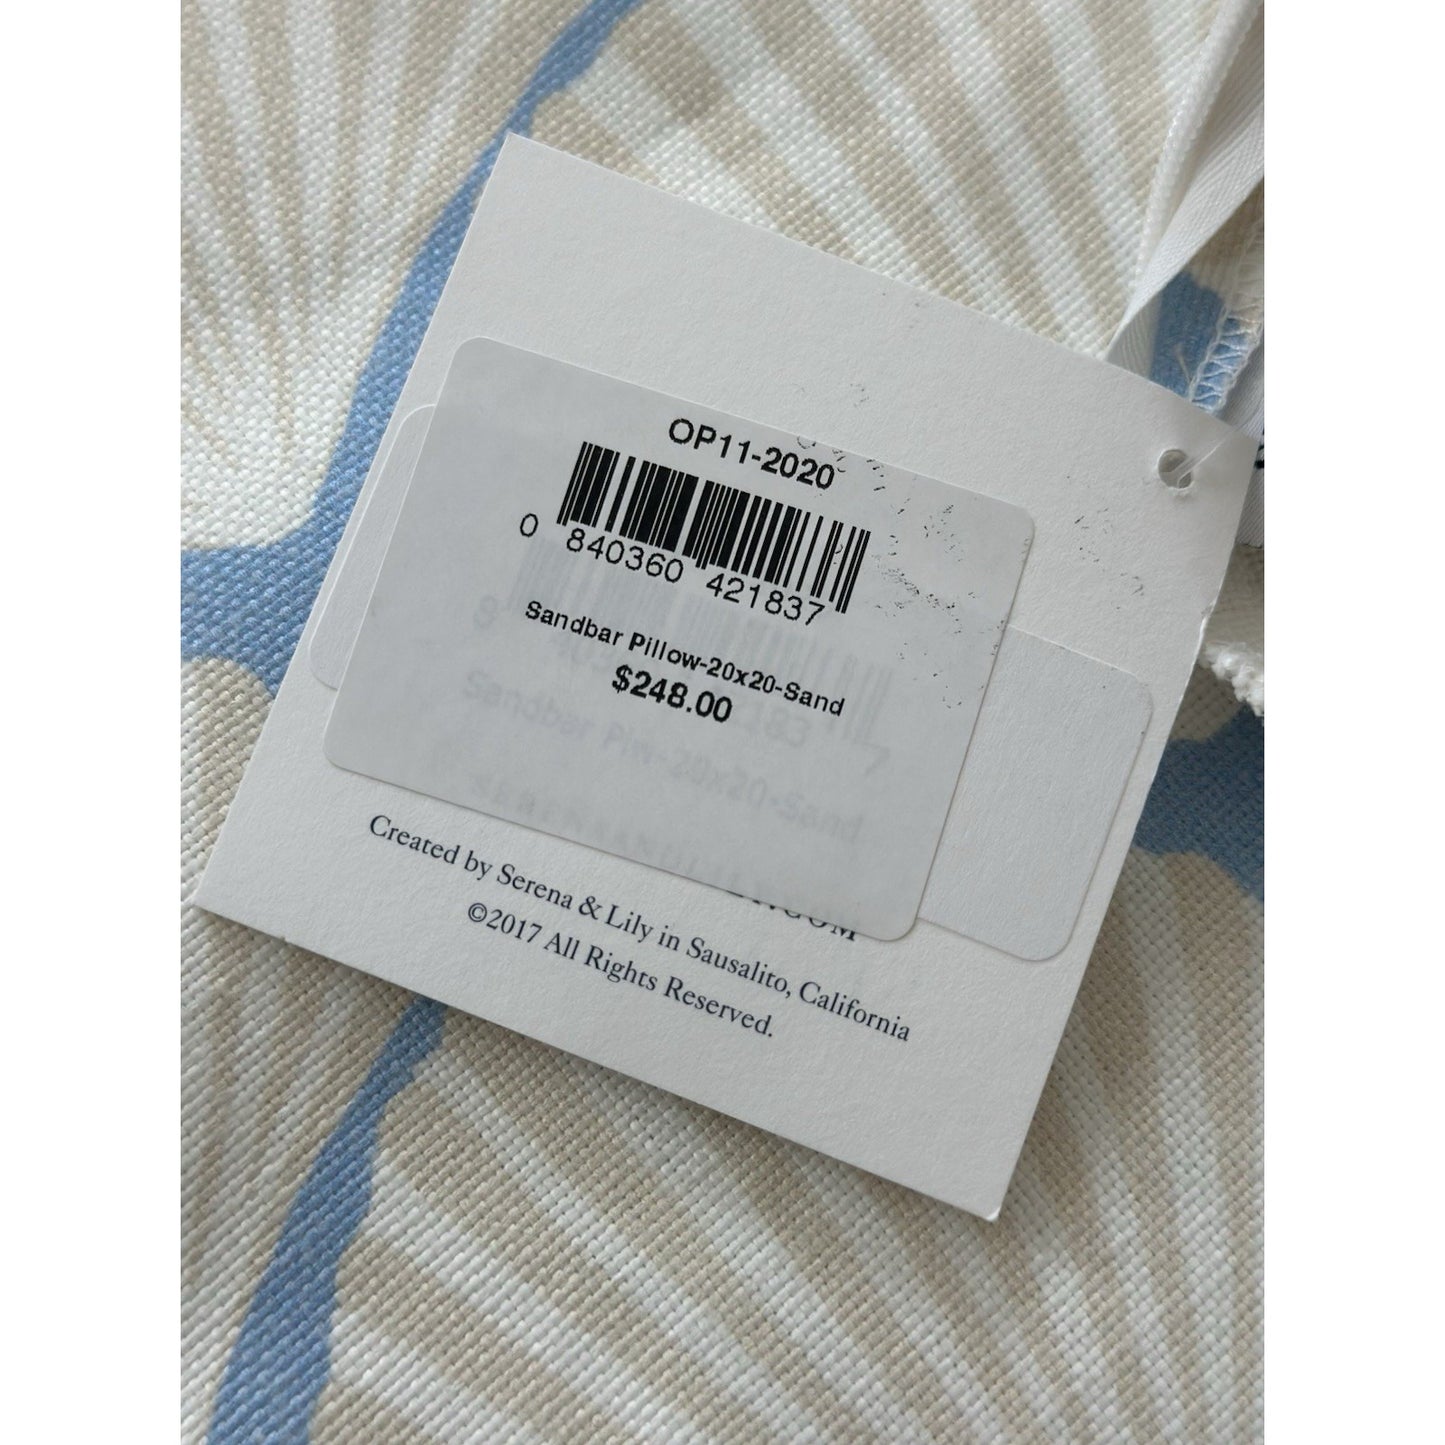 OP11-2020
0 840360 421837
Sandbar Pillow-20x20-Sand
$248.00
Created by Serena & Lily in Sausalito, California
©2017 All Rights Reserved.